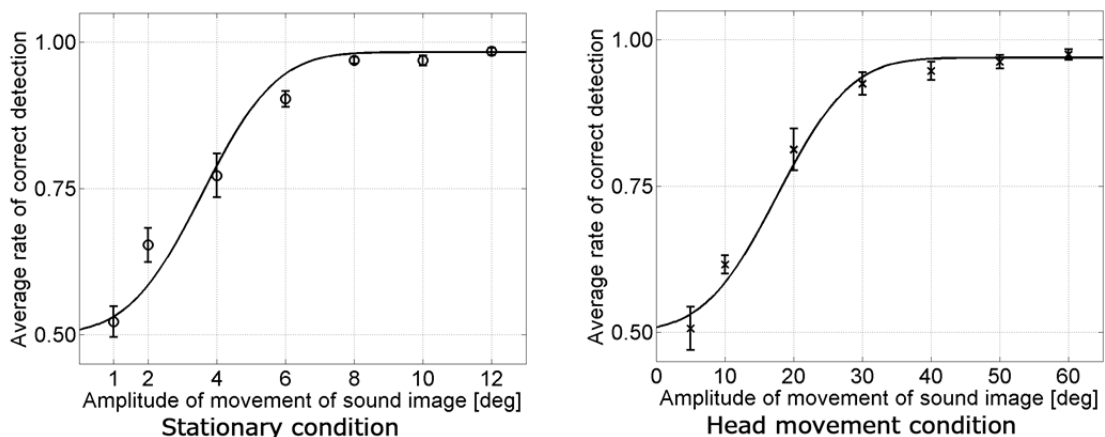 Average rate of correct detection
1.00
0.75
0.50
1 2 4 6 8 10 12
Amplitude of movement of sound image [deg]
Stationary condition
Average rate of correct detection
1.00
0.75
0.50
0 10 20 30 40 50 60
Amplitude of movement of sound image [deg]
Head movement condition